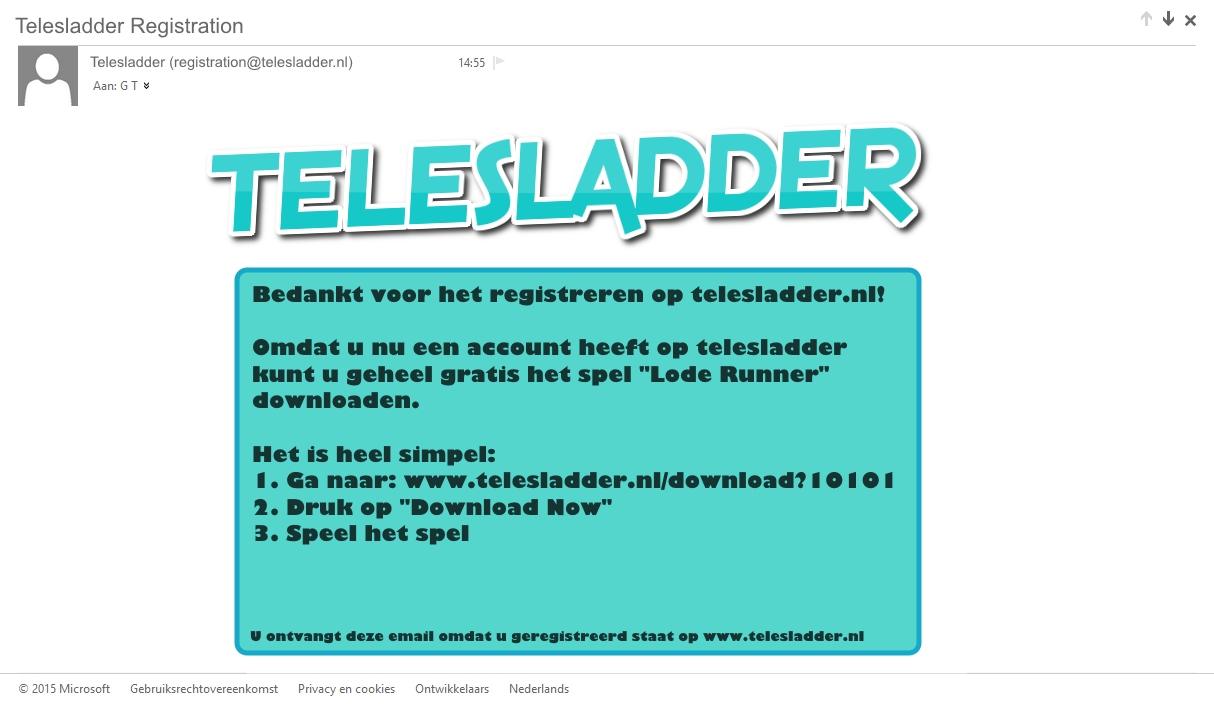 Telesladder Registration
Telesladder (registration@telesladder.nl)
14:55
Aan: G T
TELESLADDER
Bedankt voor het registreren op telesladder.nl!
Omdat u nu een account heeft op telesladder
kunt u geheel gratis het spel "Lode Runner"
downloaden.
Het is heel simpel:
1. Ga naar: www.telesladder.nl/download?10101
2. Druk op "Download Now"
3. Speel het spel
U ontvangt deze email omdat u geregistreerd staat op www.telesladder.nl
© 2015 Microsoft Gebruiksrechtovereenkomst Privacy en cookies Ontwikkelaars Nederlands